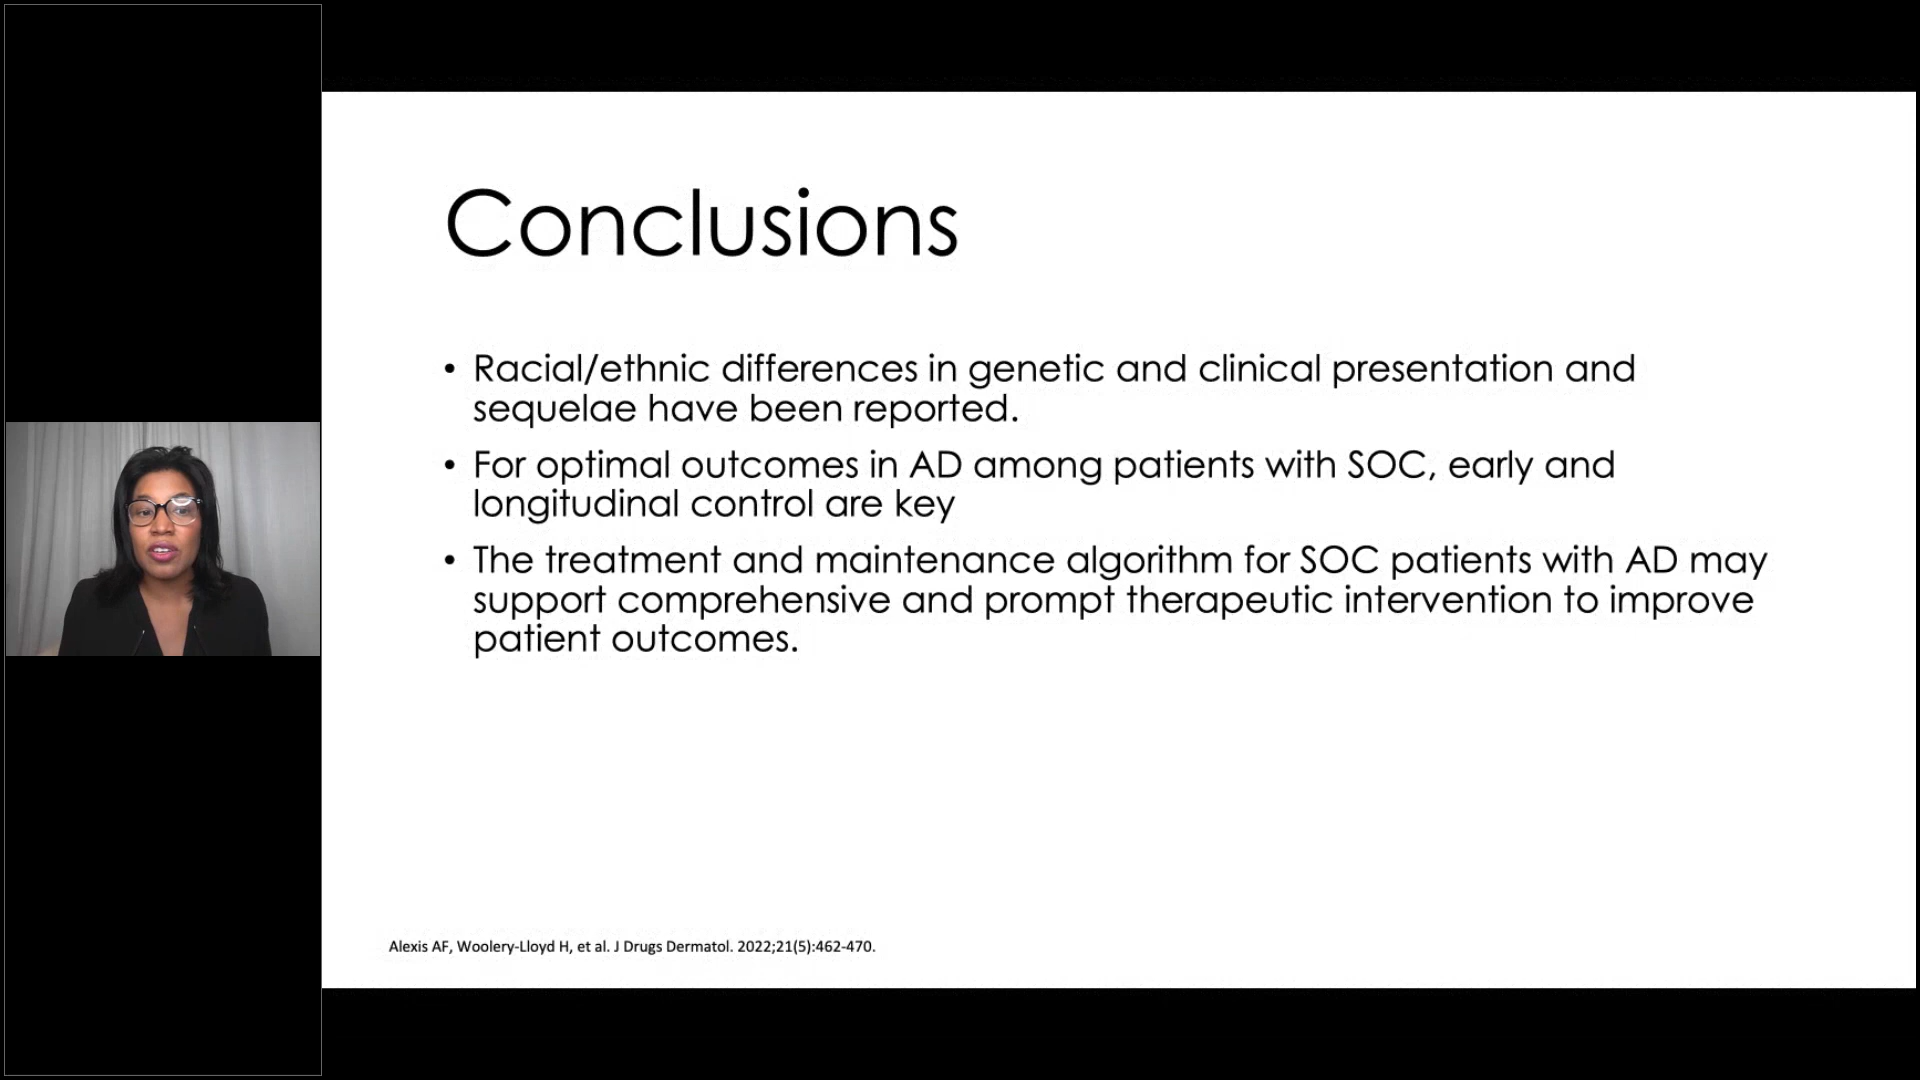 Conclusions
• Racial/ethnic differences in genetic and clinical presentation and
sequelae have been reported.
• For optimal outcomes in AD among patients with SOC, early and
longitudinal control are key
• The treatment and maintenance algorithm for SOC patients with AD may
support comprehensive and prompt therapeutic intervention to improve
patient outcomes.
Alexis AF, Woolery-Lloyd H, et al. J Drugs Dermatol. 2022;21(5):462-470.